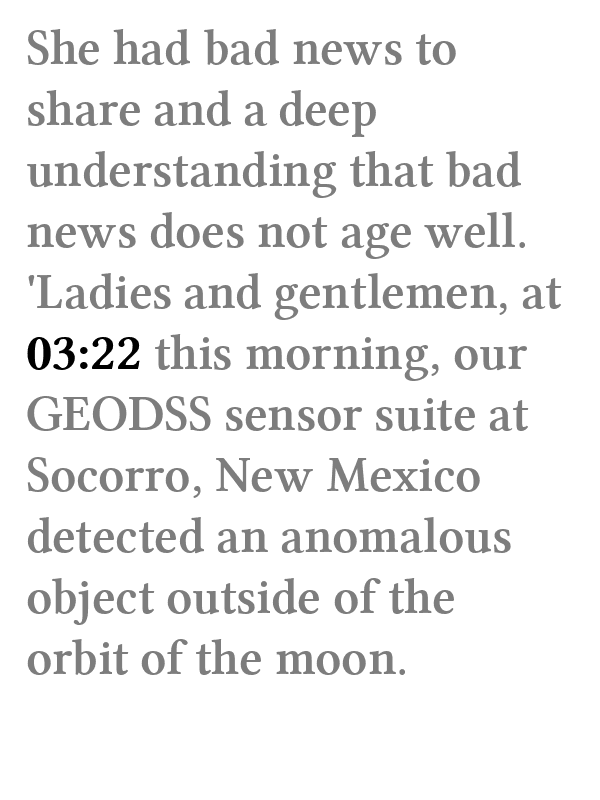 She had bad news to
share and a deep
understanding that bad
news does not age well.
'Ladies and gentlemen, at
03:22 this morning, our
GEODSS sensor suite at
Socorro, New Mexico
detected an anomalous
object outside of the
orbit of the moon.